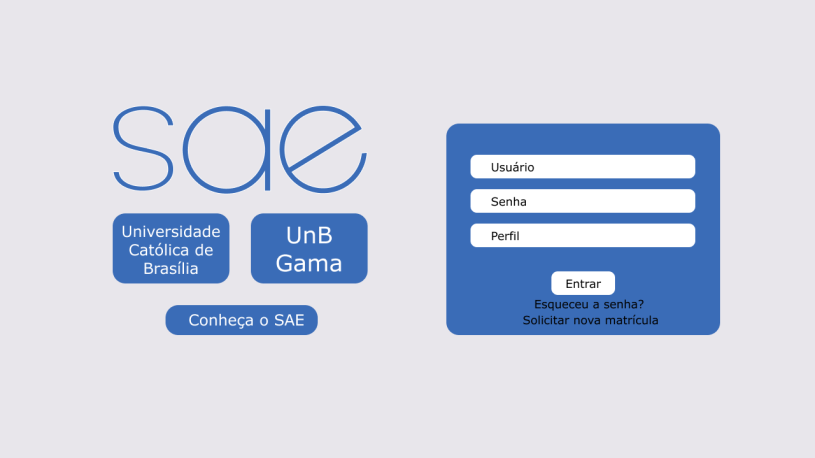 sae
Universidade
Católica de
Brasília
UnB
Gama
Conheça o SAE
Usuário
Senha
Perfil
Entrar
Esqueceu a senha?
Solicitar nova matrícula